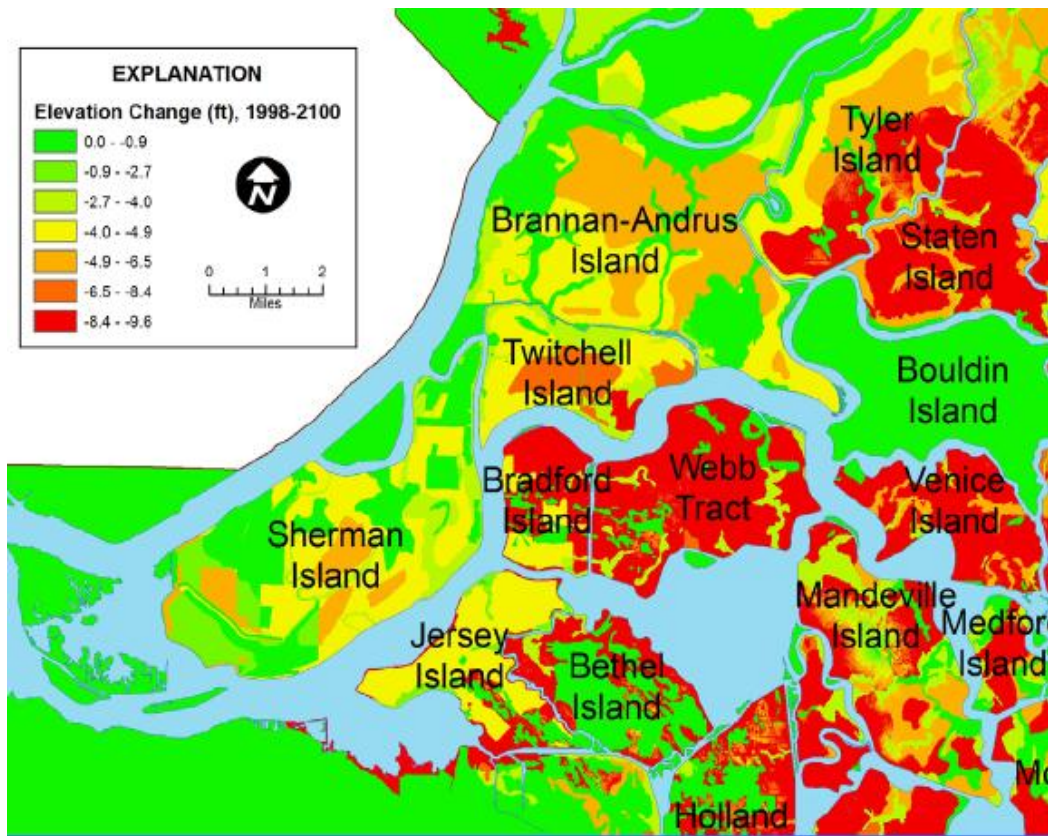 EXPLANATION
Elevation Change (ft), 1998-2100
0.0 - -0.9
-0.9 - -2.7
-2.7 - -4.0
-4.0 - -4.9
-4.9 - -6.5
-6.5 - -8.4
-8.4 - -9.6
N
0 1 2
Miles
Tyler
Island
Brannan-Andrus
Island
Staten
Island
Twitchell
Island
Bouldin
Island
Bradford
Island
Webb
Tract
Venice
Island
Sherman
Island
Mandeville
Island
Medford
Island
Jersey
Island
Bethel
Island
Holland
Mc